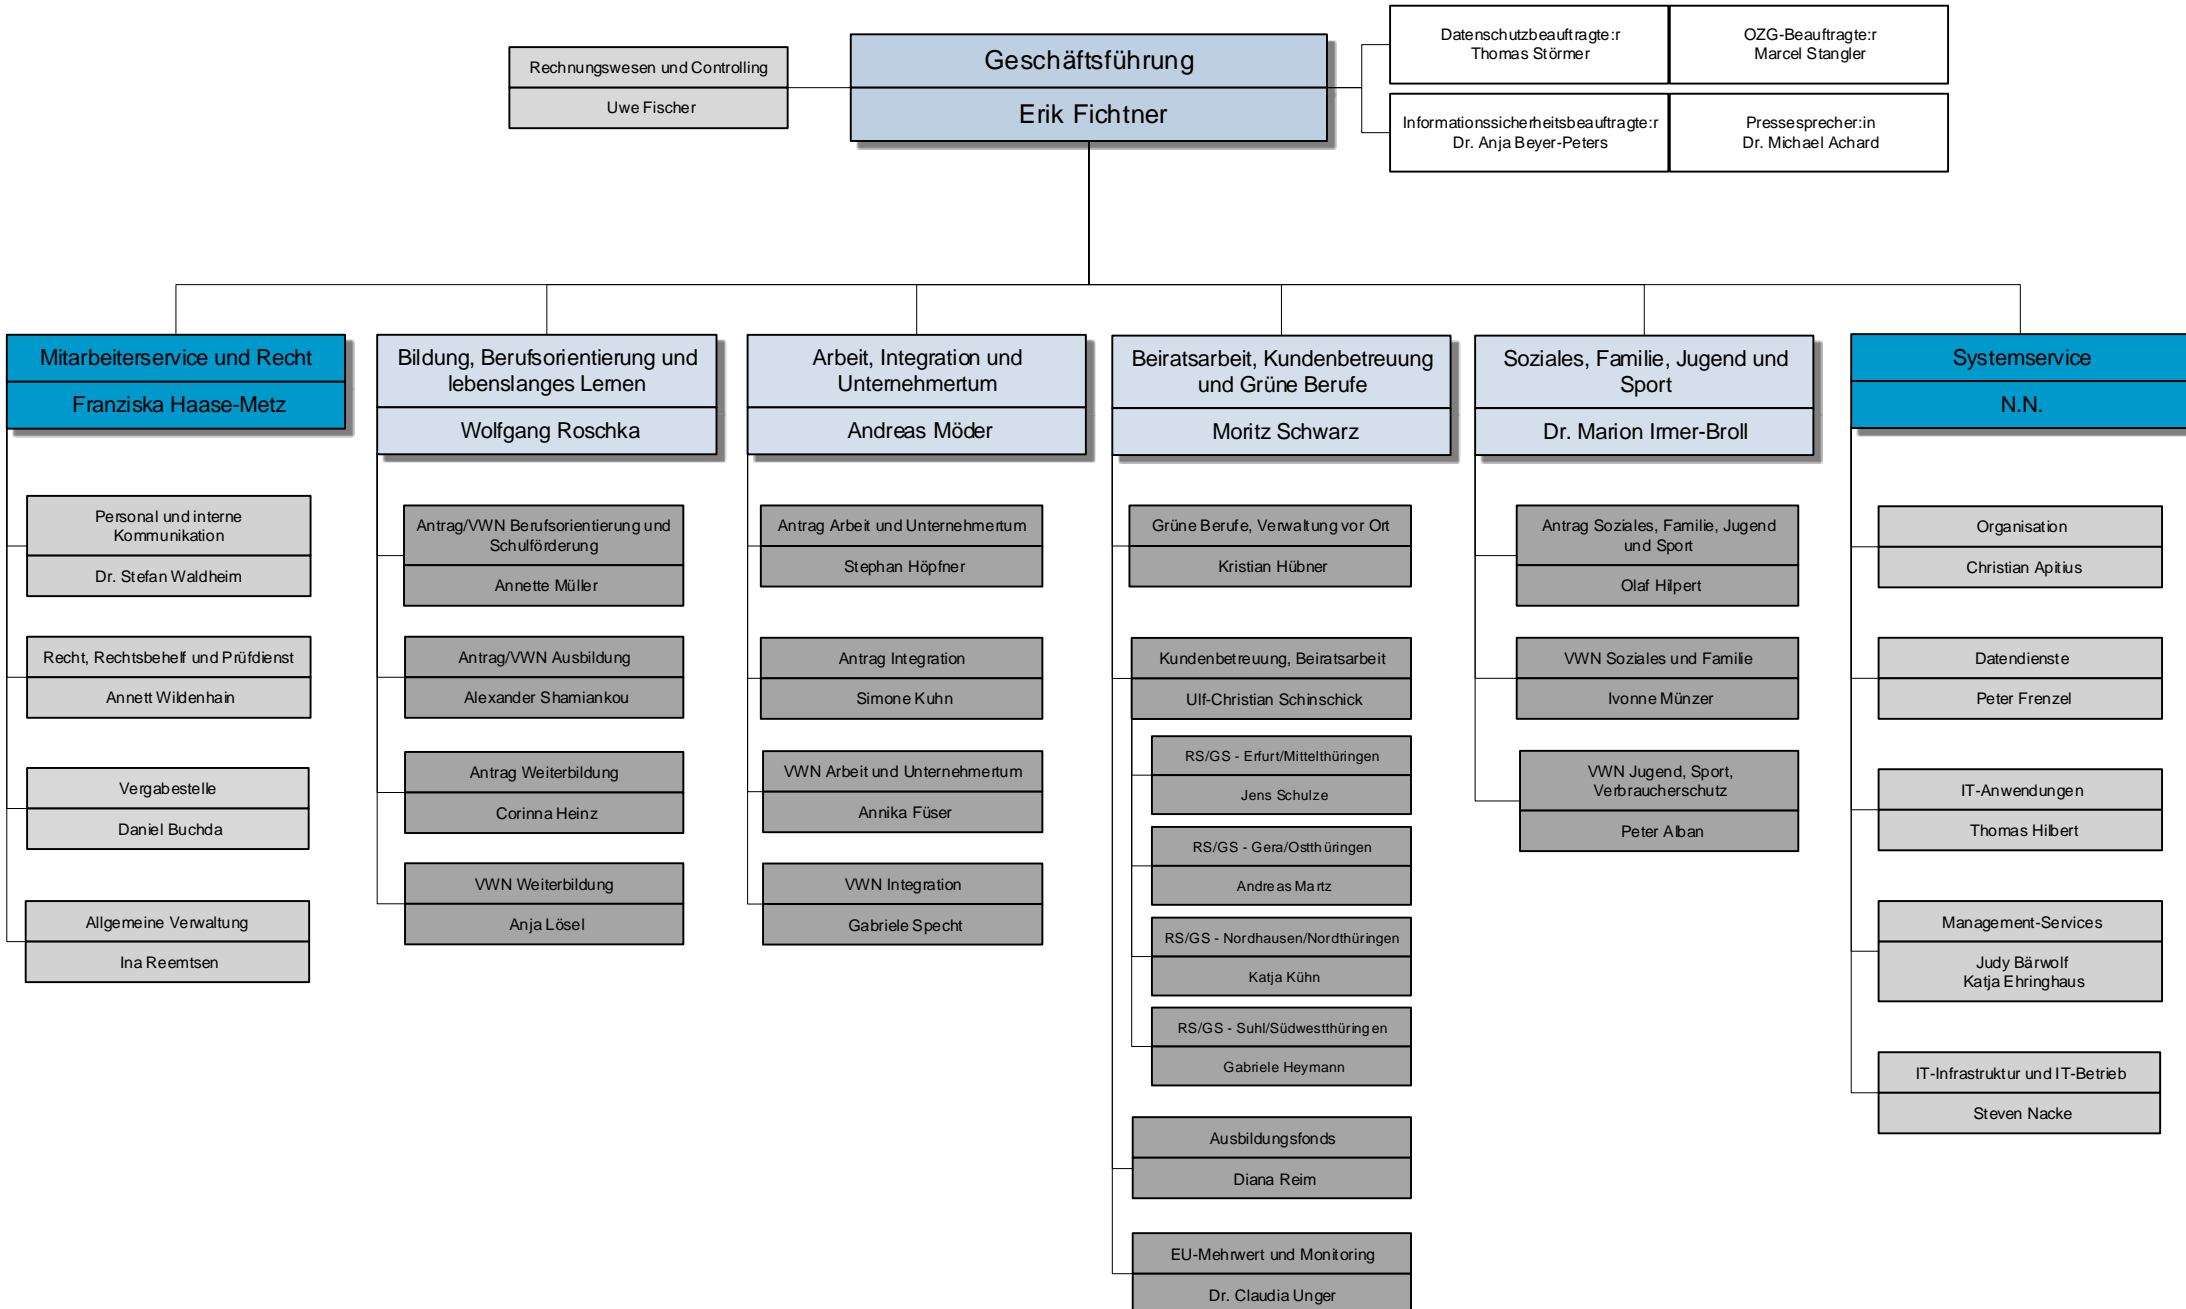 Rechnungswesen und Controlling
Uwe Fischer
Geschäftsführung
Erik Fichtner
Datenschutzbeauftragte:r
Thomas Störmer
OZG-Beauftragte:r
Marcel Stangler
Informationssicherheitsbeauftragte:r
Dr. Anja Beyer-Peters
Pressesprecher:in
Dr. Michael Achard
Mitarbeiterservice und Recht
Franziska Haase-Metz
Personal und interne
Kommunikation
Dr. Stefan Waldheim
Recht, Rechtsbehelf und Prüfdienst
Annett Wildenhain
Vergabestelle
Daniel Buchda
Allgemeine Verwaltung
Ina Reemtsen
Bildung, Berufsorientierung und
lebenslanges Lernen
Wolfgang Roschka
Antrag/VWN Berufsorientierung und
Schulförderung
Annette Müller
Antrag/VWN Ausbildung
Alexander Shamiankou
Antrag Weiterbildung
Corinna Heinz
VWN Weiterbildung
Anja Lösel
Arbeit, Integration und
Unternehmertum
Andreas Möder
Antrag Arbeit und Unternehmertum
Stephan Höpfner
Antrag Integration
Simone Kuhn
VWN Arbeit und Unternehmertum
Annika Füser
VWN Integration
Gabriele Specht
Beiratsarbeit, Kundenbetreuung
und Grüne Berufe
Moritz Schwarz
Grüne Berufe, Verwaltung vor Ort
Kristian Hübner
Kundenbetreuung, Beiratsarbeit
Ulf-Christian Schinschick
RS/GS - Erfurt/Mittelthüringen
Jens Schulze
RS/GS - Gera/Ostthüringen
Andreas Martz
RS/GS - Nordhausen/Nordthüringen
Katja Kühn
RS/GS - Suhl/Südwestthüringen
Gabriele Heymann
Ausbildungsfonds
Diana Reim
EU-Mehrwert und Monitoring
Dr. Claudia Unger
Soziales, Familie, Jugend und
Sport
Dr. Marion Irmer-Broll
Antrag Soziales, Familie, Jugend
und Sport
Olaf Hilpert
VWN Soziales und Familie
Ivonne Münzer
VWN Jugend, Sport,
Verbraucherschutz
Peter Alban
Systemservice
N.N.
Organisation
Christian Apitius
Datendienste
Peter Frenzel
IT-Anwendungen
Thomas Hilbert
Management-Services
Judy Bärwolf
Katja Ehringhaus
IT-Infrastruktur und IT-Betrieb
Steven Nacke